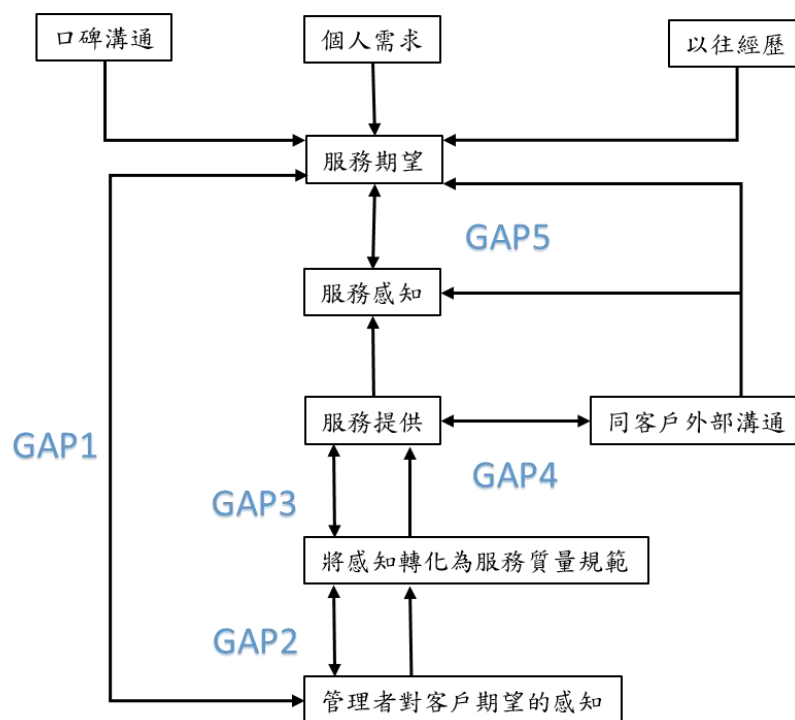 口碑溝通
個人需求
以往經歷
服務期望
GAP5
服務感知
服務提供
同客戶外部溝通
GAP1
GAP4
GAP3
將感知轉化為服務質量規範
GAP2
管理者對客戶期望的感知